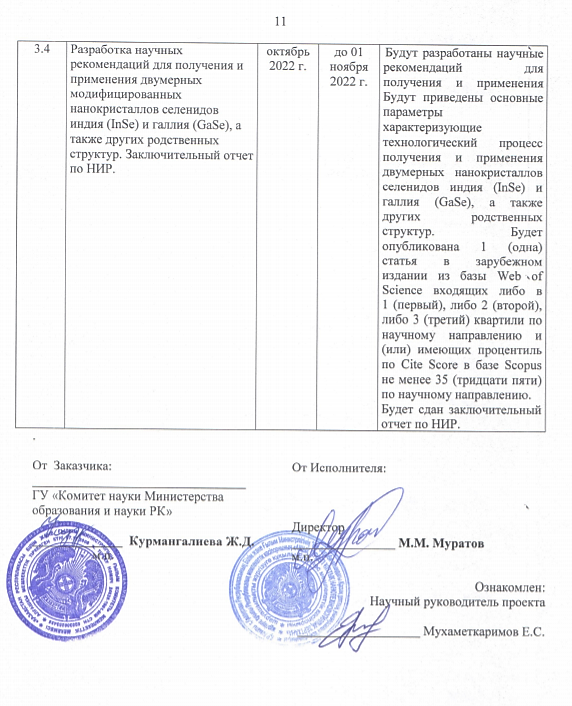 11
3.4
Разработка научных
рекомендаций для получения и
применения двумерных
модифицированных
нанокристаллов селенидов
индия (InSe) и галлия (GaSe), а
также других родственных
структур. Заключительный отчет
по НИР.
октябрь
2022 г.
до 01
ноября
2022 г.
Будут разработаны научные
рекомендаций для
получения и применения
Будут приведены основные
параметры
характеризующие
технологический процесс
получения и применения
двумерных нанокристаллов
селенидов индия (InSe) и
галлия (GaSe), а также
других родственных
структур. Будет
опубликована 1 (одна)
статья в зарубежном
издании из базы Web of
Science входящих либо в
1 (первый), либо 2 (второй),
либо 3 (третий) квартили по
научному направлению и
(или) имеющих процентиль
по Cite Score в базе Scopus
не менее 35 (тридцати пяти)
по научному направлению.
Будет сдан заключительный
отчет по НИР.
От Заказчика:
ГУ «Комитет науки Министерства
образования и науки РК»
Курмангалиева Ж.Д.
От Исполнителя:
Директор
М.М. Муратов
М.П.
Ознакомлен:
Научный руководитель проекта
Мухаметкаримов Е.С.